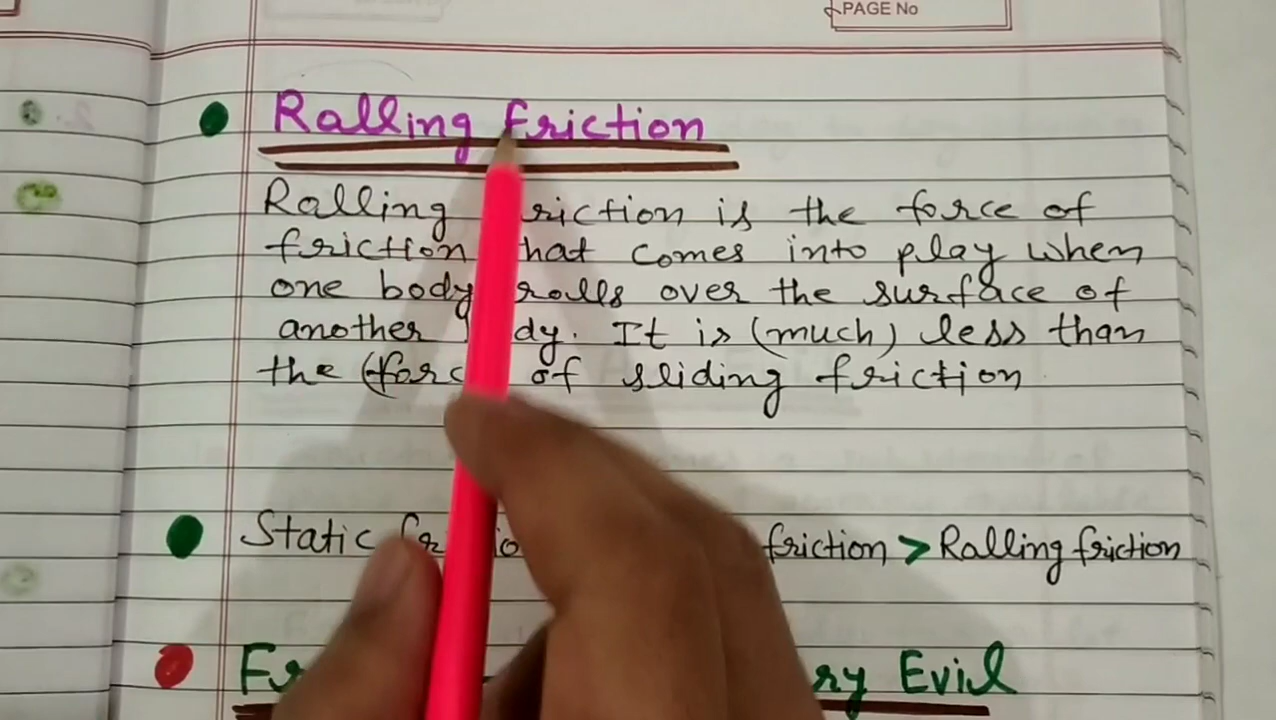 PAGE No
Ralling friction
Ralling riction is the force of
friction hat comes into play when
one body rolls over the surface of
another dy. It is (much) less than
the (forc of sliding friction
Static friction > Ralling friction
ry Evil